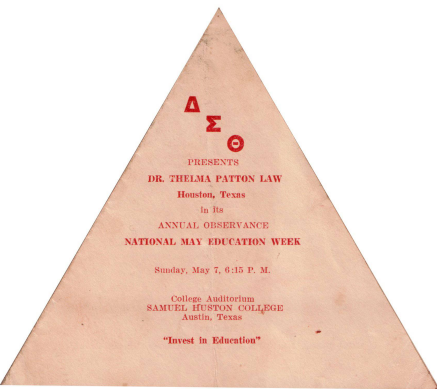 Δ
Σ
Θ
PRESENTS
DR. THELMA PATTON LAW
Houston, Texas
in its
ANNUAL OBSERVANCE
NATIONAL MAY EDUCATION WEEK
Sunday, May 7, 6:15 P. M.
College Auditorium
SAMUEL HUSTON COLLEGE
Austin, Texas
"Invest in Education"